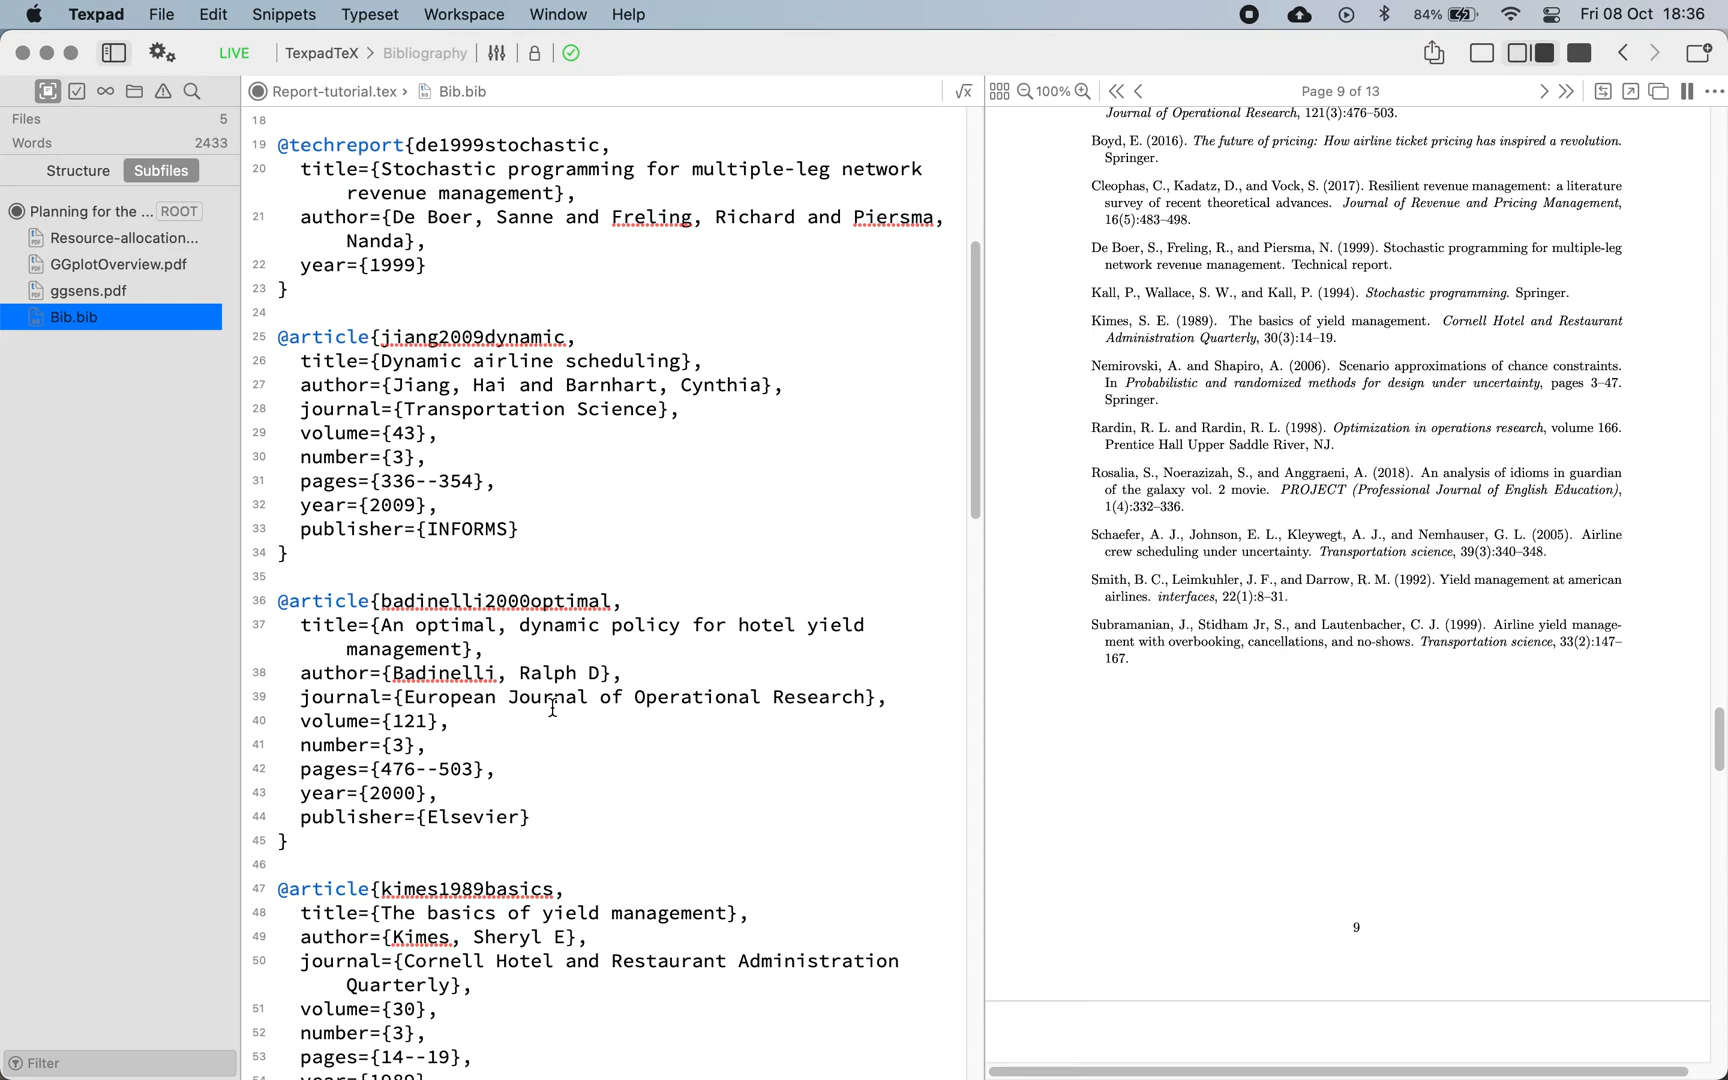 Texpad File Edit Snippets Typeset Workspace Window Help 84% Fri 08 Oct 18:36
LIVE TexpadTeX > Bibliography
Report-tutorial.tex › Bib.bib
100% Page 9 of 13
Files 5
Words 2433
Structure Subfiles
Planning for the ... ROOT
Resource-allocation...
GGplotOverview.pdf
ggsens.pdf
Bib.bib
Filter
18
19 @techreport{de1999stochastic,
20 title={Stochastic programming for multiple-leg network
revenue management},
21 author={De Boer, Sanne and Freling, Richard and Piersma,
Nanda},
22 year={1999}
23 }
24
25 @article{jiang2009dynamic,
26 title={Dynamic airline scheduling},
27 author={Jiang, Hai and Barnhart, Cynthia},
28 journal={Transportation Science},
29 volume={43},
30 number={3},
31 pages={336--354},
32 year={2009},
33 publisher={INFORMS}
34 }
35
36 @article{badinelli2000optimal,
37 title={An optimal, dynamic policy for hotel yield
management},
38 author={Badinelli, Ralph D},
39 journal={European Journal of Operational Research},
40 volume={121},
41 number={3},
42 pages={476--503},
43 year={2000},
44 publisher={Elsevier}
45 }
46
47 @article{kimes1989basics,
48 title={The basics of yield management},
49 author={Kimes, Sheryl E},
50 journal={Cornell Hotel and Restaurant Administration
Quarterly},
51 volume={30},
52 number={3},
53 pages={14--19},
54 year={1989},
Journal of Operational Research, 121(3):476–503.
Boyd, E. (2016). The future of pricing: How airline ticket pricing has inspired a revolution.
Springer.
Cleophas, C., Kadatz, D., and Vock, S. (2017). Resilient revenue management: a literature
survey of recent theoretical advances. Journal of Revenue and Pricing Management,
16(5):483–498.
De Boer, S., Freling, R., and Piersma, N. (1999). Stochastic programming for multiple-leg
network revenue management. Technical report.
Kall, P., Wallace, S. W., and Kall, P. (1994). Stochastic programming. Springer.
Kimes, S. E. (1989). The basics of yield management. Cornell Hotel and Restaurant
Administration Quarterly, 30(3):14–19.
Nemirovski, A. and Shapiro, A. (2006). Scenario approximations of chance constraints.
In Probabilistic and randomized methods for design under uncertainty, pages 3–47.
Springer.
Rardin, R. L. and Rardin, R. L. (1998). Optimization in operations research, volume 166.
Prentice Hall Upper Saddle River, NJ.
Rosalia, S., Noerazizah, S., and Anggraeni, A. (2018). An analysis of idioms in guardian
of the galaxy vol. 2 movie. PROJECT (Professional Journal of English Education),
1(4):332–336.
Schaefer, A. J., Johnson, E. L., Kleywegt, A. J., and Nemhauser, G. L. (2005). Airline
crew scheduling under uncertainty. Transportation science, 39(3):340–348.
Smith, B. C., Leimkuhler, J. F., and Darrow, R. M. (1992). Yield management at american
airlines. interfaces, 22(1):8–31.
Subramanian, J., Stidham Jr, S., and Lautenbacher, C. J. (1999). Airline yield manage-
ment with overbooking, cancellations, and no-shows. Transportation science, 33(2):147–
167.
9